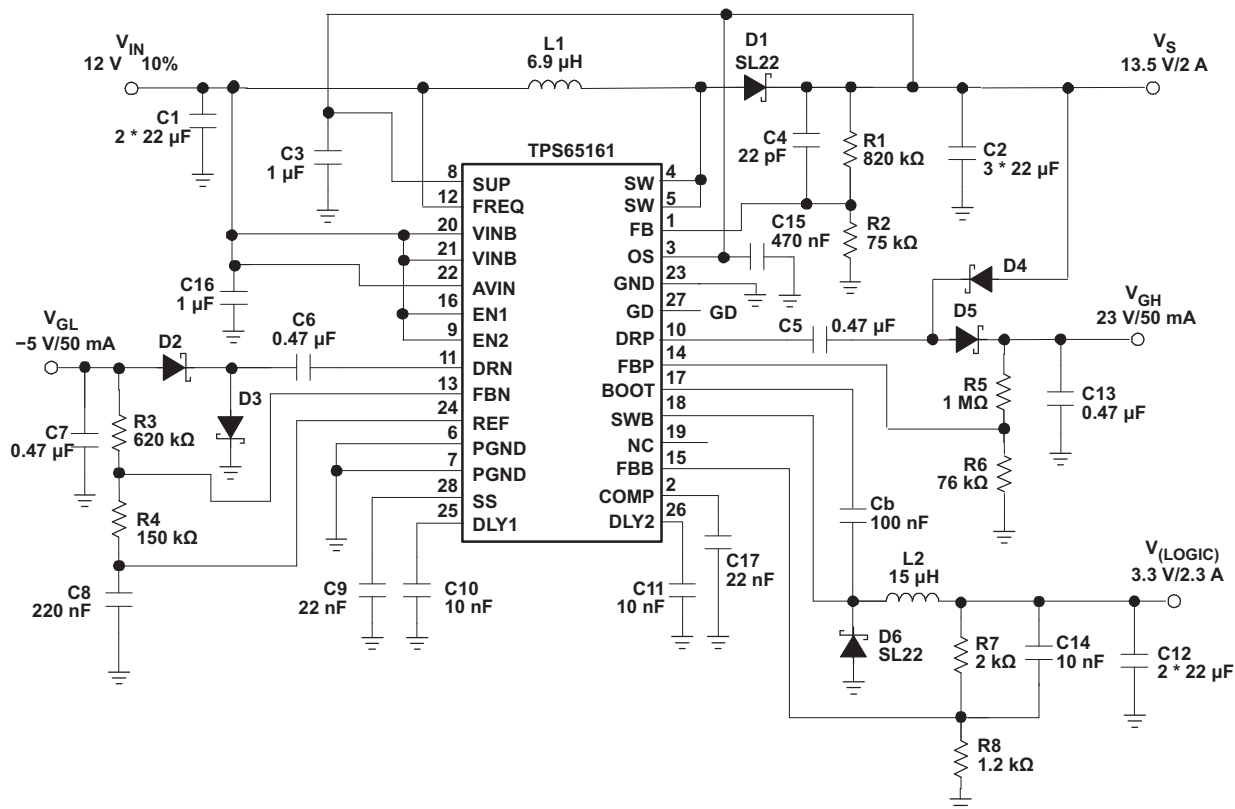 V_IN
12 V 10%
C1
2 * 22 µF
L1
6.9 µH
D1
SL22
V_S
13.5 V/2 A
C3
1 µF
C4
22 pF
R1
820 kΩ
C2
3 * 22 µF
R2
75 kΩ
C15
470 nF
C16
1 µF
TPS65161
8 SUP
12 FREQ
20 VINB
21 VINB
22 AVIN
16 EN1
9 EN2
11 DRN
13 FBN
24 REF
6 PGND
7 PGND
28 SS
25 DLY1
SW 4
SW 5
FB 1
OS 3
GND 23
GD 27
GD
DRP 10
FBP 14
BOOT 17
SWB 18
NC 19
FBB 15
COMP 2
DLY2 26
V_GL
−5 V/50 mA
D2
C6
0.47 µF
D3
C7
0.47 µF
R3
620 kΩ
R4
150 kΩ
C8
220 nF
C9
22 nF
C10
10 nF
C11
10 nF
C17
22 nF
D4
C5
0.47 µF
D5
V_GH
23 V/50 mA
R5
1 MΩ
C13
0.47 µF
R6
76 kΩ
Cb
100 nF
L2
15 µH
V_(LOGIC)
3.3 V/2.3 A
D6
SL22
R7
2 kΩ
C14
10 nF
C12
2 * 22 µF
R8
1.2 kΩ